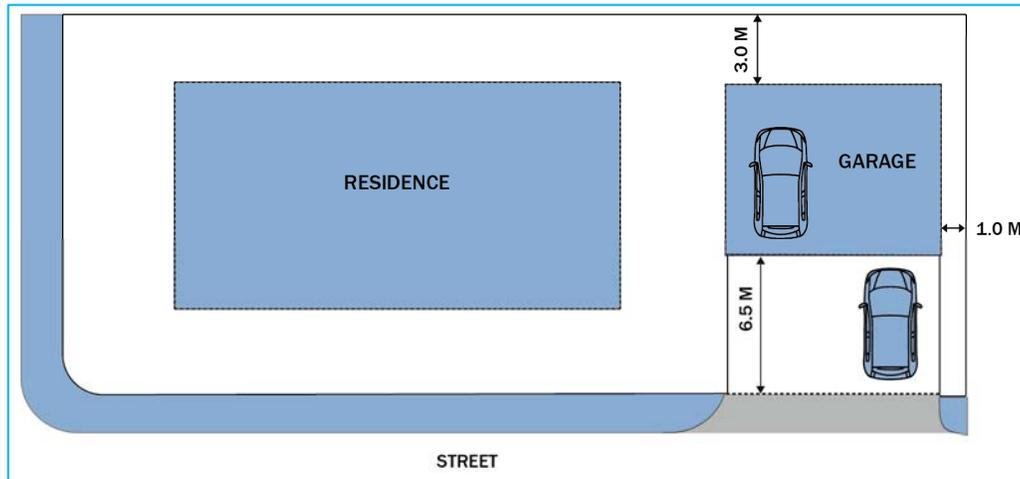 3.0 M
RESIDENCE
GARAGE
1.0 M
6.5 M
STREET